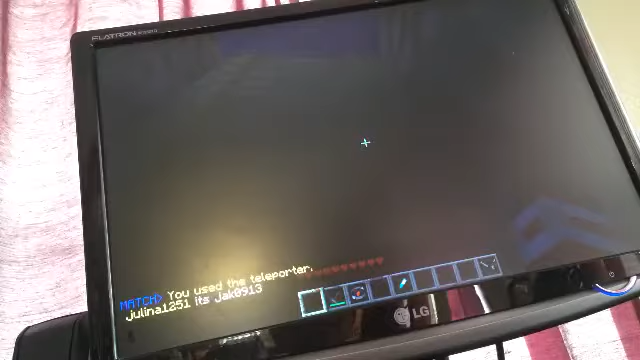 FLATRON
MATCH> You used the teleporter.
julina1251 its Jak0913
LG